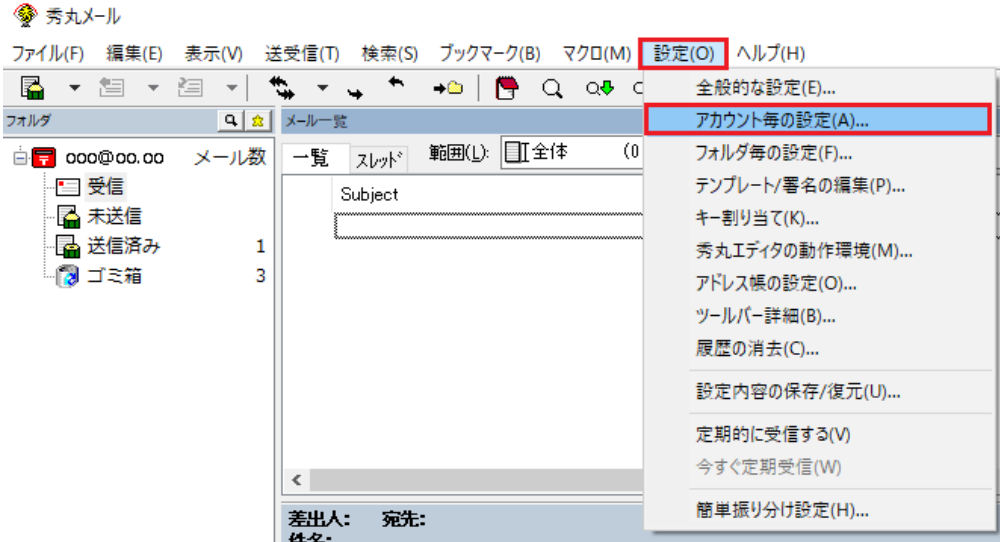 秀丸メール
ファイル(F) 編集(E) 表示(V) 送受信(T) 検索(S) ブックマーク(B) マクロ(M) 設定(O) ヘルプ(H)
フォルダ
メール一覧
ooo@oo.oo メール数
受信
未送信
送信済み 1
ゴミ箱 3
一覧 スレッド 範囲(L): 全体 (0
Subject
全般的な設定(E)...
アカウント毎の設定(A)...
フォルダ毎の設定(F)...
テンプレート/署名の編集(P)...
キー割り当て(K)...
秀丸エディタの動作環境(M)...
アドレス帳の設定(O)...
ツールバー詳細(B)...
履歴の消去(C)...
設定内容の保存/復元(U)...
定期的に受信する(V)
今すぐ定期受信(W)
簡単振り分け設定(H)...
差出人: 宛先:
件名: